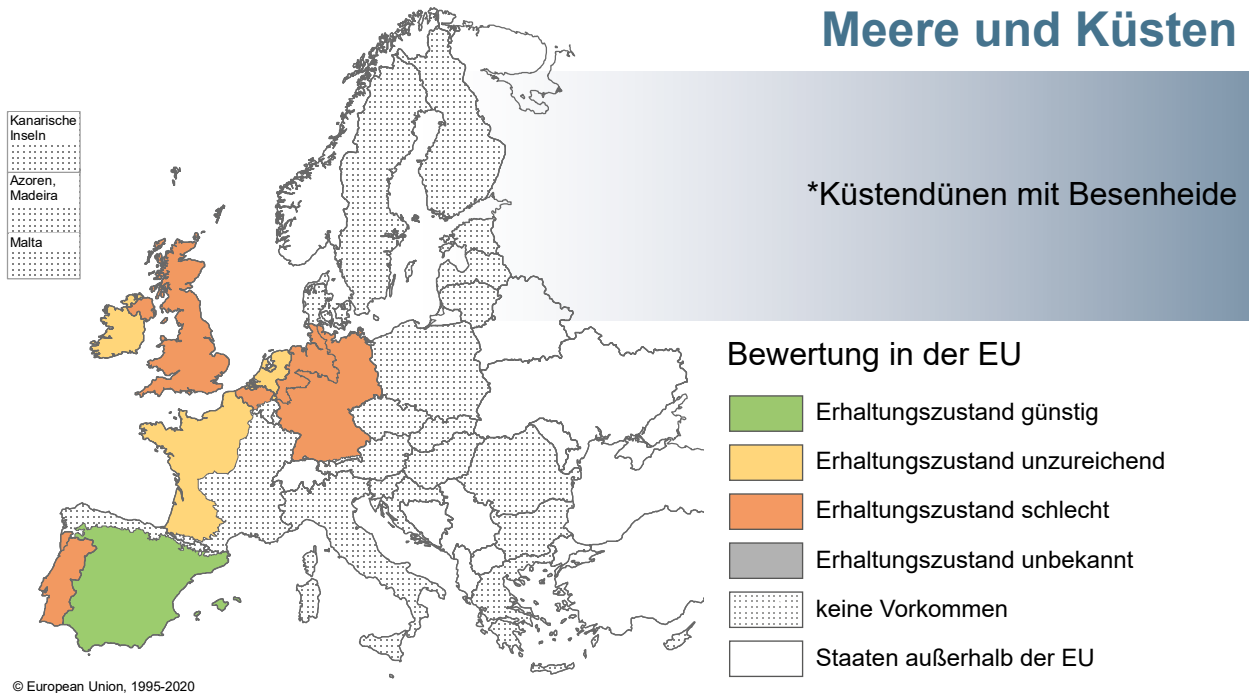 Meere und Küsten
Kanarische
Inseln
Azoren,
Madeira
Malta
*Küstendünen mit Besenheide
Bewertung in der EU
Erhaltungszustand günstig
Erhaltungszustand unzureichend
Erhaltungszustand schlecht
Erhaltungszustand unbekannt
keine Vorkommen
Staaten außerhalb der EU
© European Union, 1995-2020